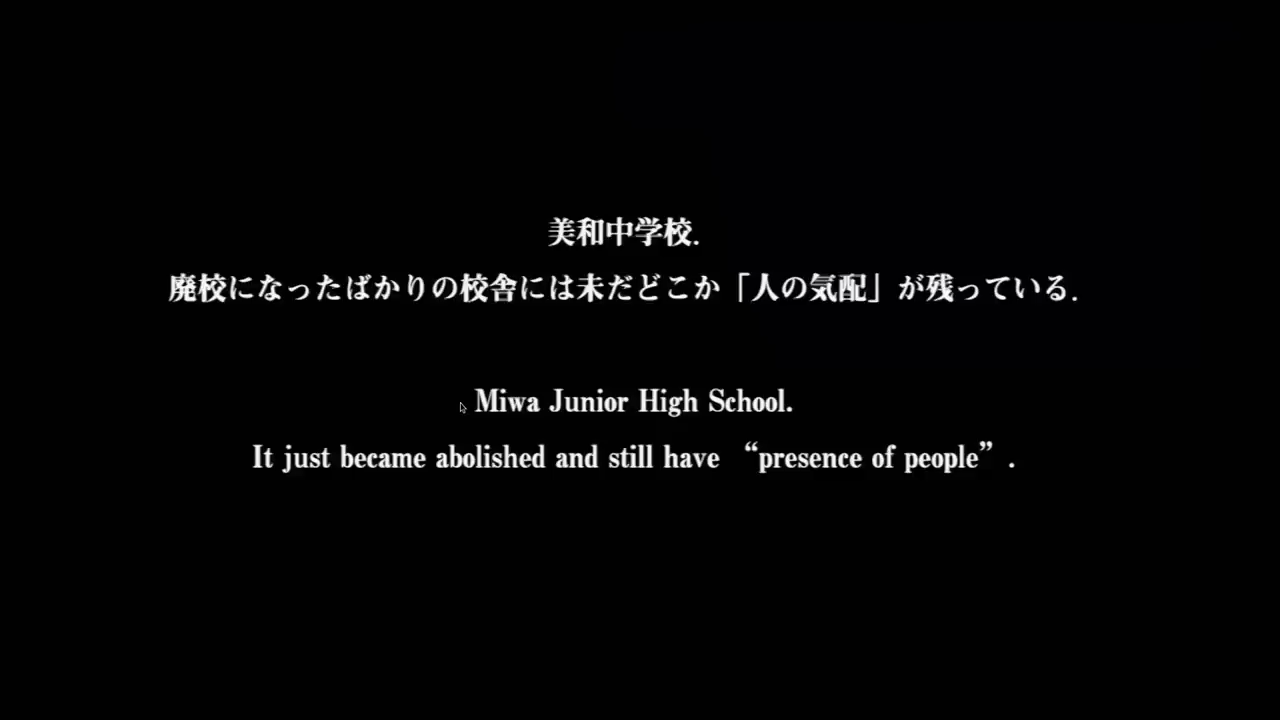 美和中学校.
廃校になったばかりの校舎には未だどこか「人の気配」が残っている.
Miwa Junior High School.
It just became abolished and still have “presence of people”.